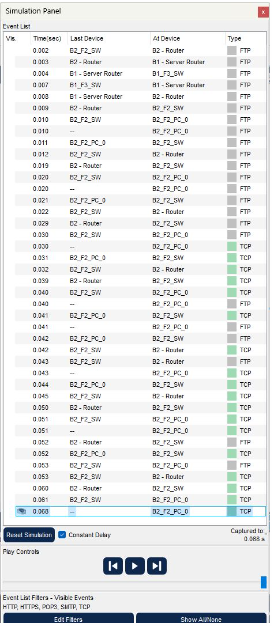 Simulation Panel
Event List
Vis. Time(sec) Last Device At Device Type
0.002 B2_F2_SW B2 - Router FTP
0.003 B2 - Router B1 - Server Router FTP
0.004 B1 - Server Router B1_F3_SW FTP
0.007 B1_F3_SW B1 - Server Router FTP
0.008 B1 - Server Router B2 - Router FTP
0.009 B2 - Router B2_F2_SW FTP
0.010 B2_F2_SW B2_F2_PC_0 FTP
0.010 -- B2_F2_PC_0 FTP
0.011 B2_F2_PC_0 B2_F2_SW FTP
0.012 B2_F2_SW B2 - Router FTP
0.019 B2 - Router B2_F2_SW FTP
0.020 B2_F2_SW B2_F2_PC_0 FTP
0.020 -- B2_F2_PC_0 FTP
0.021 B2_F2_PC_0 B2_F2_SW FTP
0.022 B2_F2_SW B2 - Router FTP
0.029 B2 - Router B2_F2_SW FTP
0.030 B2_F2_SW B2_F2_PC_0 FTP
0.030 -- B2_F2_PC_0 TCP
0.031 B2_F2_PC_0 B2_F2_SW TCP
0.032 B2_F2_SW B2 - Router TCP
0.039 B2 - Router B2_F2_SW TCP
0.040 B2_F2_SW B2_F2_PC_0 TCP
0.040 -- B2_F2_PC_0 FTP
0.041 B2_F2_PC_0 B2_F2_SW TCP
0.041 -- B2_F2_PC_0 FTP
0.042 B2_F2_PC_0 B2_F2_SW FTP
0.042 B2_F2_SW B2 - Router TCP
0.043 B2_F2_SW B2 - Router FTP
0.043 -- B2_F2_PC_0 TCP
0.044 B2_F2_PC_0 B2_F2_SW TCP
0.045 B2_F2_SW B2 - Router TCP
0.050 B2 - Router B2_F2_SW TCP
0.051 B2_F2_SW B2_F2_PC_0 TCP
0.051 -- B2_F2_PC_0 TCP
0.052 B2 - Router B2_F2_SW TCP
0.052 B2_F2_PC_0 B2_F2_SW TCP
0.053 B2_F2_SW B2_F2_PC_0 TCP
0.053 B2_F2_SW B2 - Router TCP
0.060 B2 - Router B2_F2_SW TCP
0.061 B2_F2_SW B2_F2_PC_0 TCP
0.068 -- B2_F2_PC_0 TCP
Reset Simulation Constant Delay Captured to:
0.068 s
Play Controls
Event List Filters - Visible Events
HTTP, HTTPS, POP3, SMTP, TCP
Edit Filters Show All/None